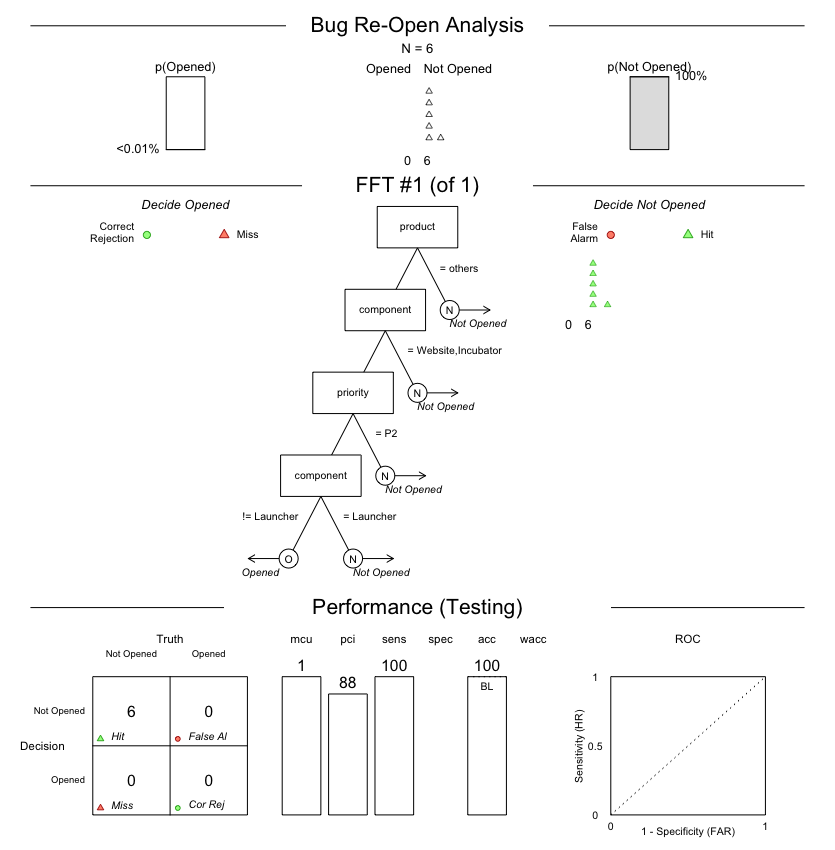 Bug Re-Open Analysis
N = 6
p(Opened)
Opened Not Opened
p(Not Opened)
100%
<0.01%
0 6
FFT #1 (of 1)
Decide Opened
Decide Not Opened
Correct
Rejection
Miss
False
Alarm
Hit
product
= others
component
N
Not Opened
0 6
= Website,Incubator
priority
N
Not Opened
= P2
component
N
Not Opened
!= Launcher
= Launcher
O
N
Opened
Not Opened
Performance (Testing)
Truth
Not Opened Opened
mcu pci sens spec acc wacc
ROC
1 88 100 100
BL
Not Opened
6
0
Hit
False Al
Decision
Opened
0
0
Miss
Cor Rej
Sensitivity (HR)
1
0.5
0
0 1
1 - Specificity (FAR)